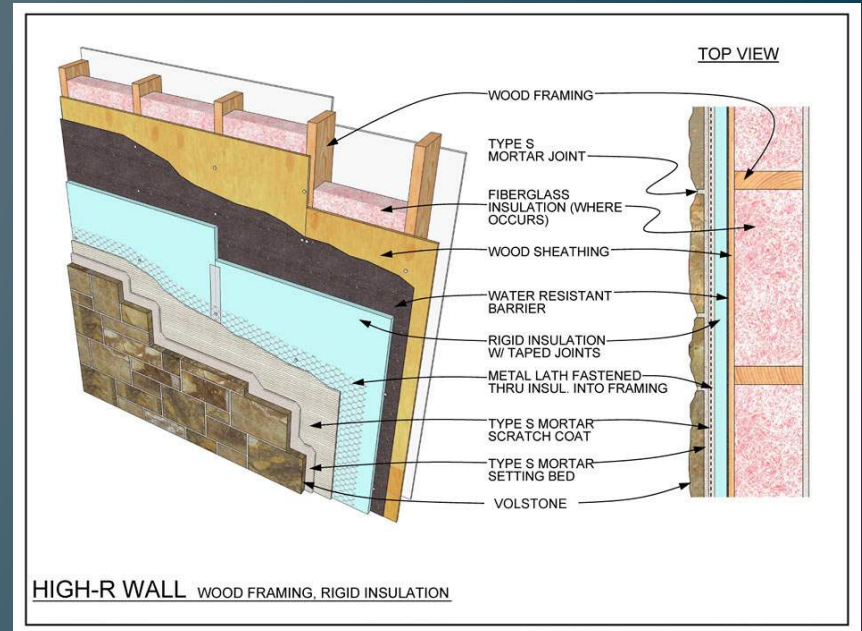 TOP VIEW
WOOD FRAMING
TYPE S
MORTAR JOINT
FIBERGLASS
INSULATION (WHERE
OCCURS)
WOOD SHEATHING
WATER RESISTANT
BARRIER
RIGID INSULATION
W/ TAPED JOINTS
METAL LATH FASTENED
THRU INSUL. INTO FRAMING
TYPE S MORTAR
SCRATCH COAT
TYPE S MORTAR
SETTING BED
VOLSTONE
HIGH-R WALL WOOD FRAMING, RIGID INSULATION